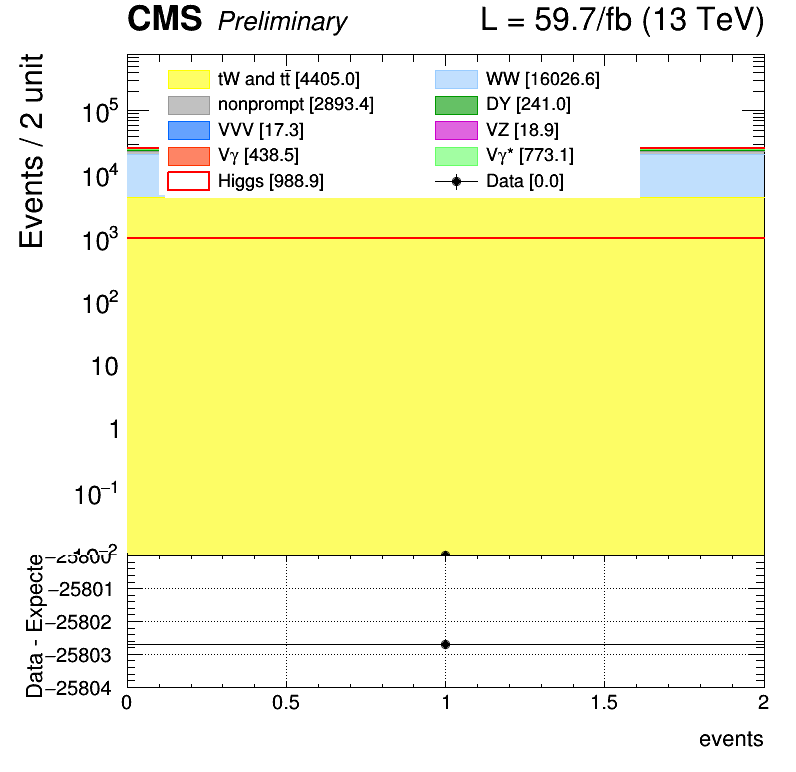 CMS Preliminary L = 59.7/fb (13 TeV)
Events / 2 unit
tW and tt̄ [4405.0] WW [16026.6]
nonprompt [2893.4] DY [241.0]
VVV [17.3] VZ [18.9]
Vγ [438.5] Vγ* [773.1]
Higgs [988.9] Data [0.0]
10⁵
10⁴
10³
10²
10
1
10⁻¹
10⁻²
−25800
−25801
−25802
−25803
−25804
Data - Expecte
0 0.5 1 1.5 2
events